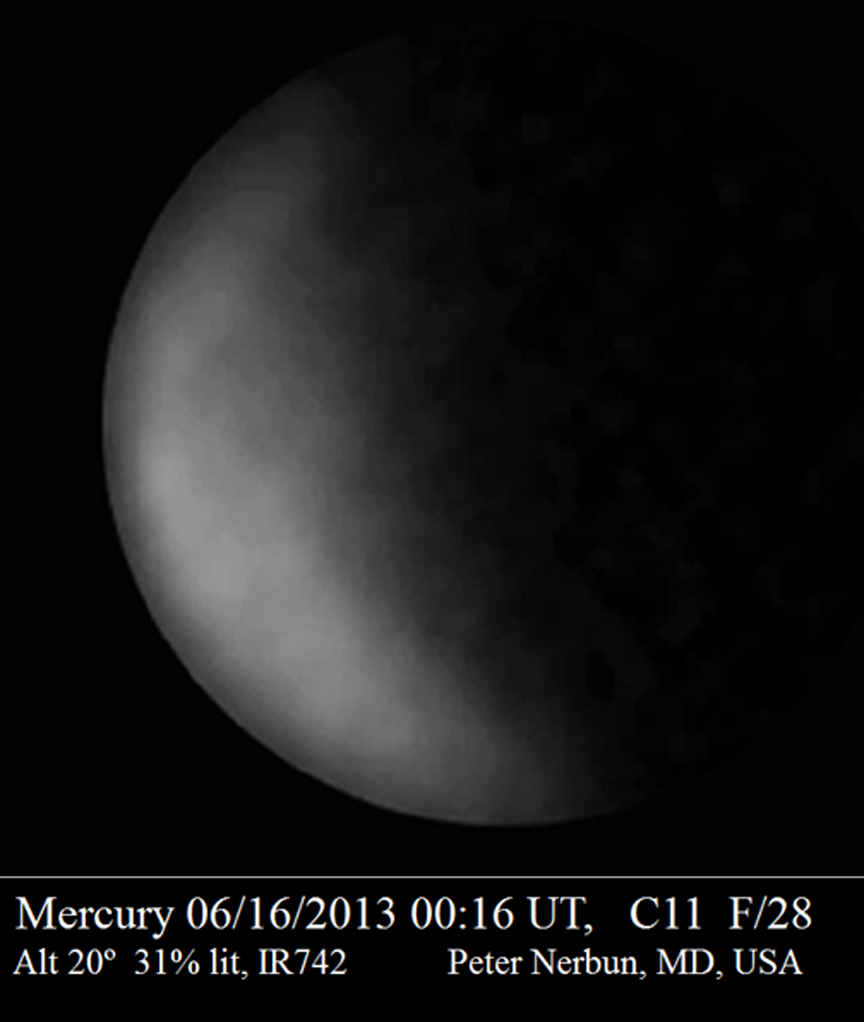 Mercury 06/16/2013 00:16 UT, C11 F/28
Alt 20º 31% lit, IR742 Peter Nerbun, MD, USA